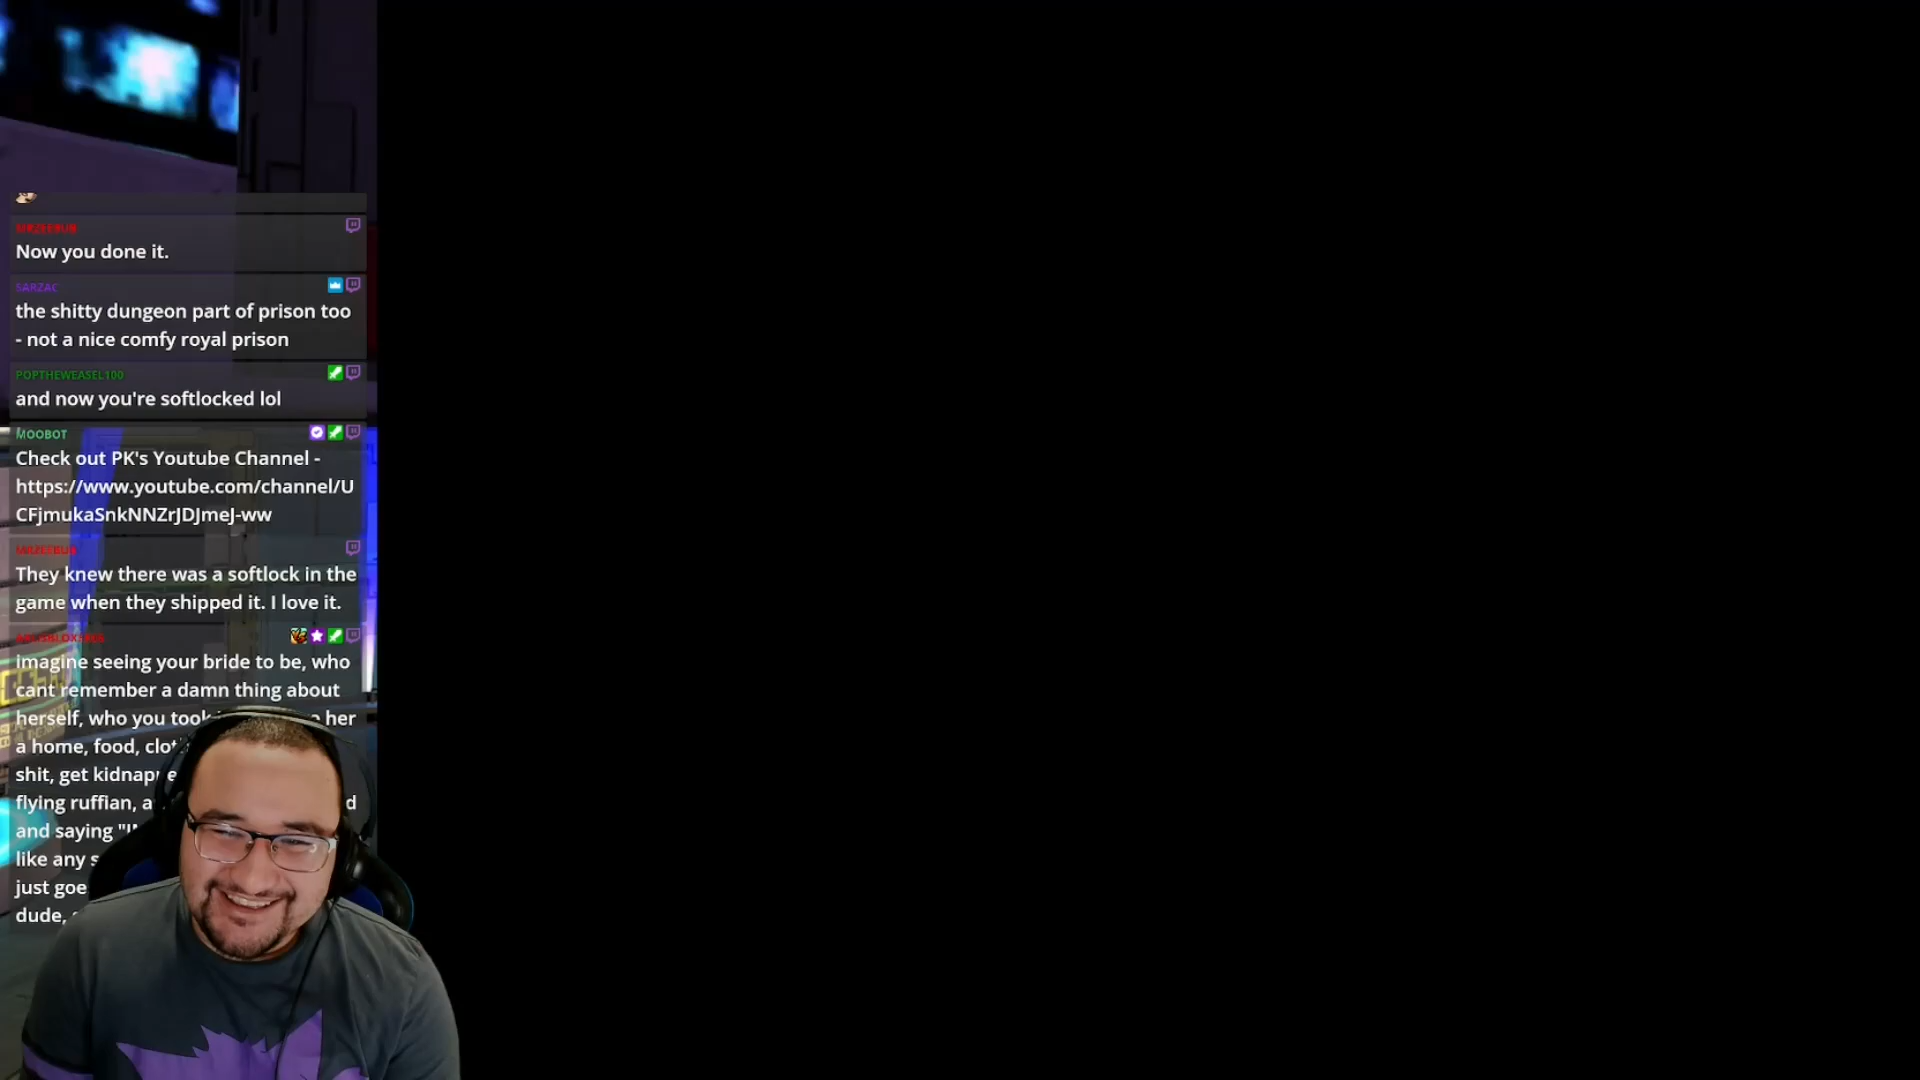 MRZEEBUB
Now you done it.
SARZAC
the shitty dungeon part of prison too
- not a nice comfy royal prison
POPTHEWEASEL100
and now you're softlocked lol
MOOBOT
Check out PK's Youtube Channel -
https://www.youtube.com/channel/U
CFjmukaSnkNNZrJDJmeJ-ww
MRZEEBUB
They knew there was a softlock in the
game when they shipped it. I love it.
imagine seeing your bride to be, who
cant remember a damn thing about
herself, who you took her
a home, food,
shit, get
flying ruffian,
and saying
like any
just
dude,